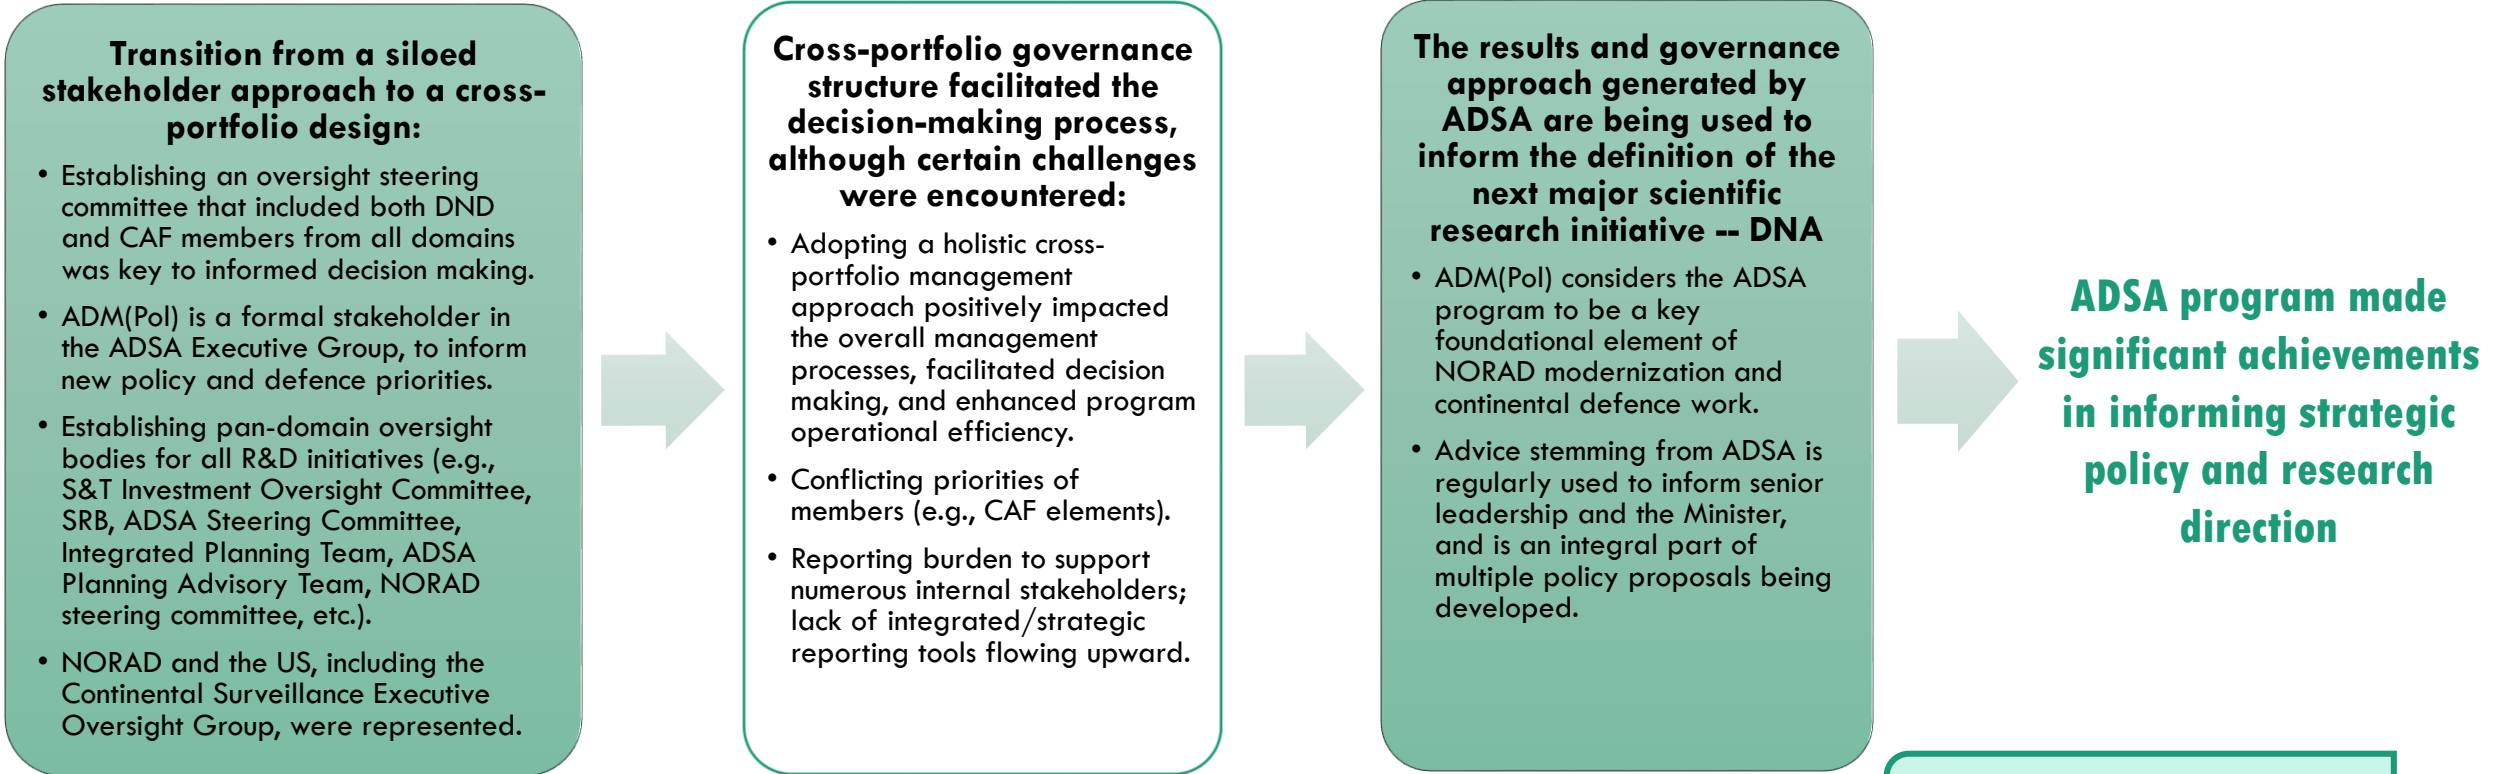 Transition from a siloed
stakeholder approach to a cross-
portfolio design:
• Establishing an oversight steering
committee that included both DND
and CAF members from all domains
was key to informed decision making.
• ADM(Pol) is a formal stakeholder in
the ADSA Executive Group, to inform
new policy and defence priorities.
• Establishing pan-domain oversight
bodies for all R&D initiatives (e.g.,
S&T Investment Oversight Committee,
SRB, ADSA Steering Committee,
Integrated Planning Team, ADSA
Planning Advisory Team, NORAD
steering committee, etc.).
• NORAD and the US, including the
Continental Surveillance Executive
Oversight Group, were represented.
Cross-portfolio governance
structure facilitated the
decision-making process,
although certain challenges
were encountered:
• Adopting a holistic cross-
portfolio management
approach positively impacted
the overall management
processes, facilitated decision
making, and enhanced program
operational efficiency.
• Conflicting priorities of
members (e.g., CAF elements).
• Reporting burden to support
numerous internal stakeholders;
lack of integrated/strategic
reporting tools flowing upward.
The results and governance
approach generated by
ADSA are being used to
inform the definition of the
next major scientific
research initiative -- DNA
• ADM(Pol) considers the ADSA
program to be a key
foundational element of
NORAD modernization and
continental defence work.
• Advice stemming from ADSA is
regularly used to inform senior
leadership and the Minister,
and is an integral part of
multiple policy proposals being
developed.
ADSA program made
significant achievements
in informing strategic
policy and research
direction